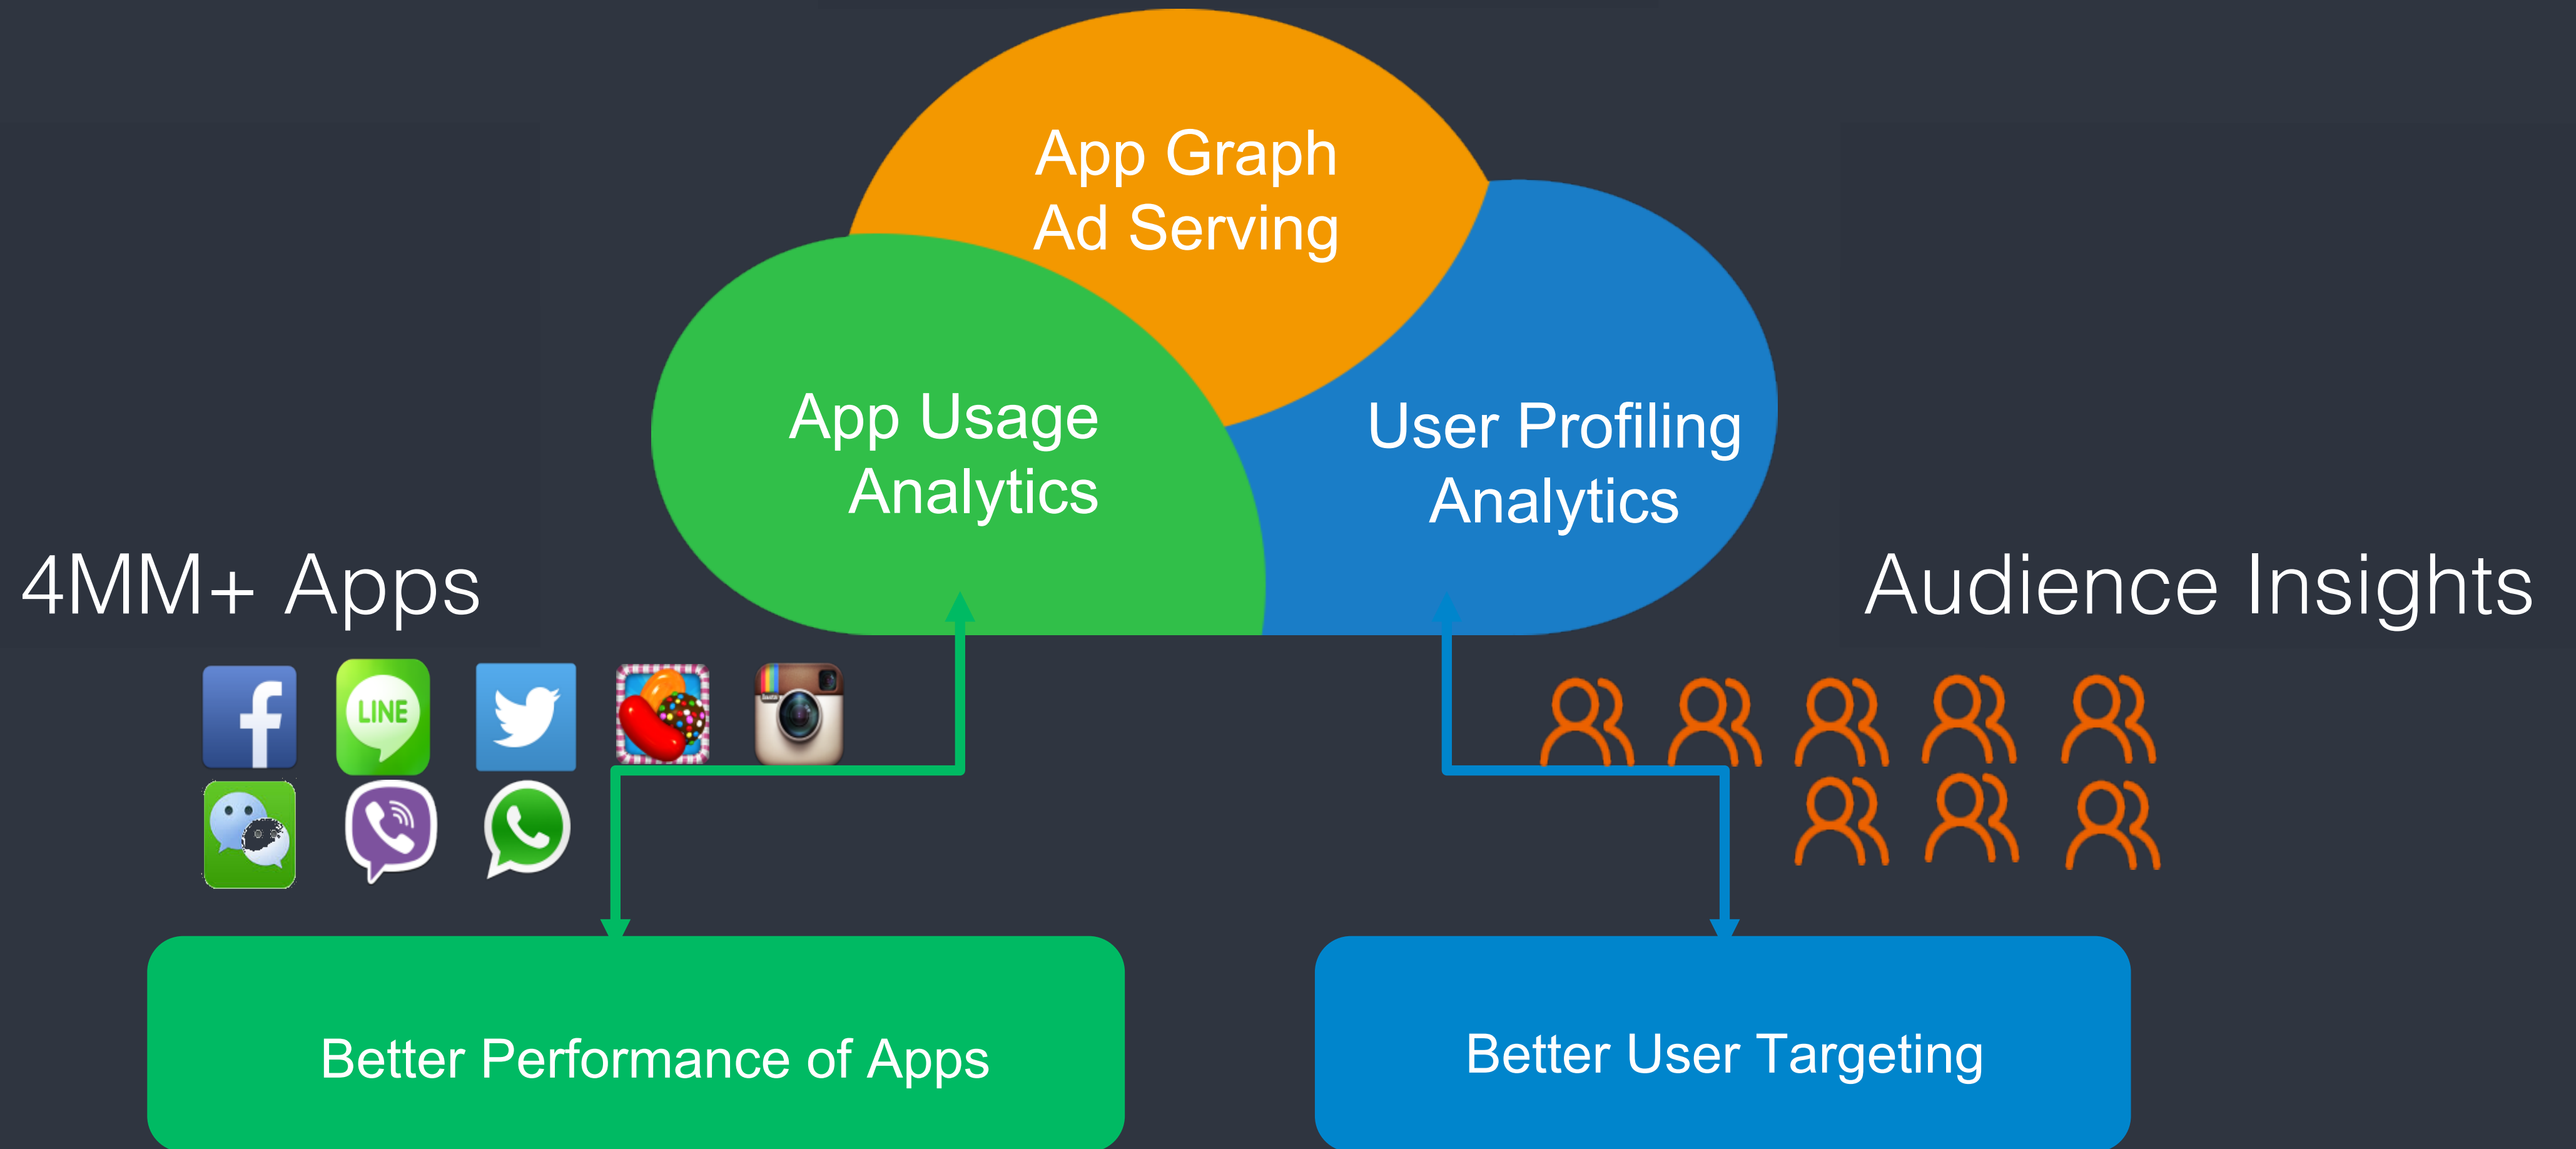 App Graph
Ad Serving
App Usage
Analytics
User Profiling
Analytics
4MM+ Apps
Audience Insights
f
LINE
Better Performance of Apps
Better User Targeting